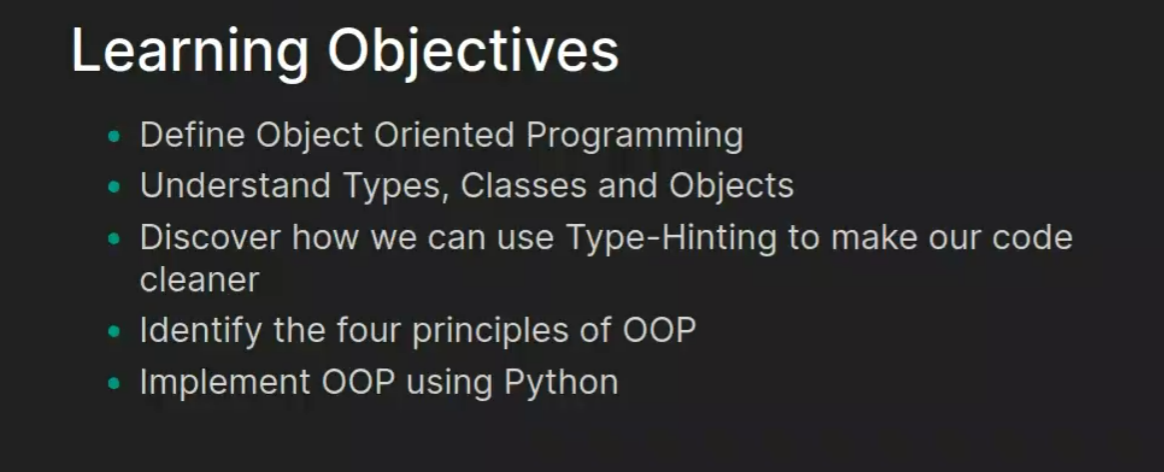 Learning Objectives
Define Object Oriented Programming
Understand Types, Classes and Objects
Discover how we can use Type-Hinting to make our code
cleaner
Identify the four principles of OOP
Implement OOP using Python